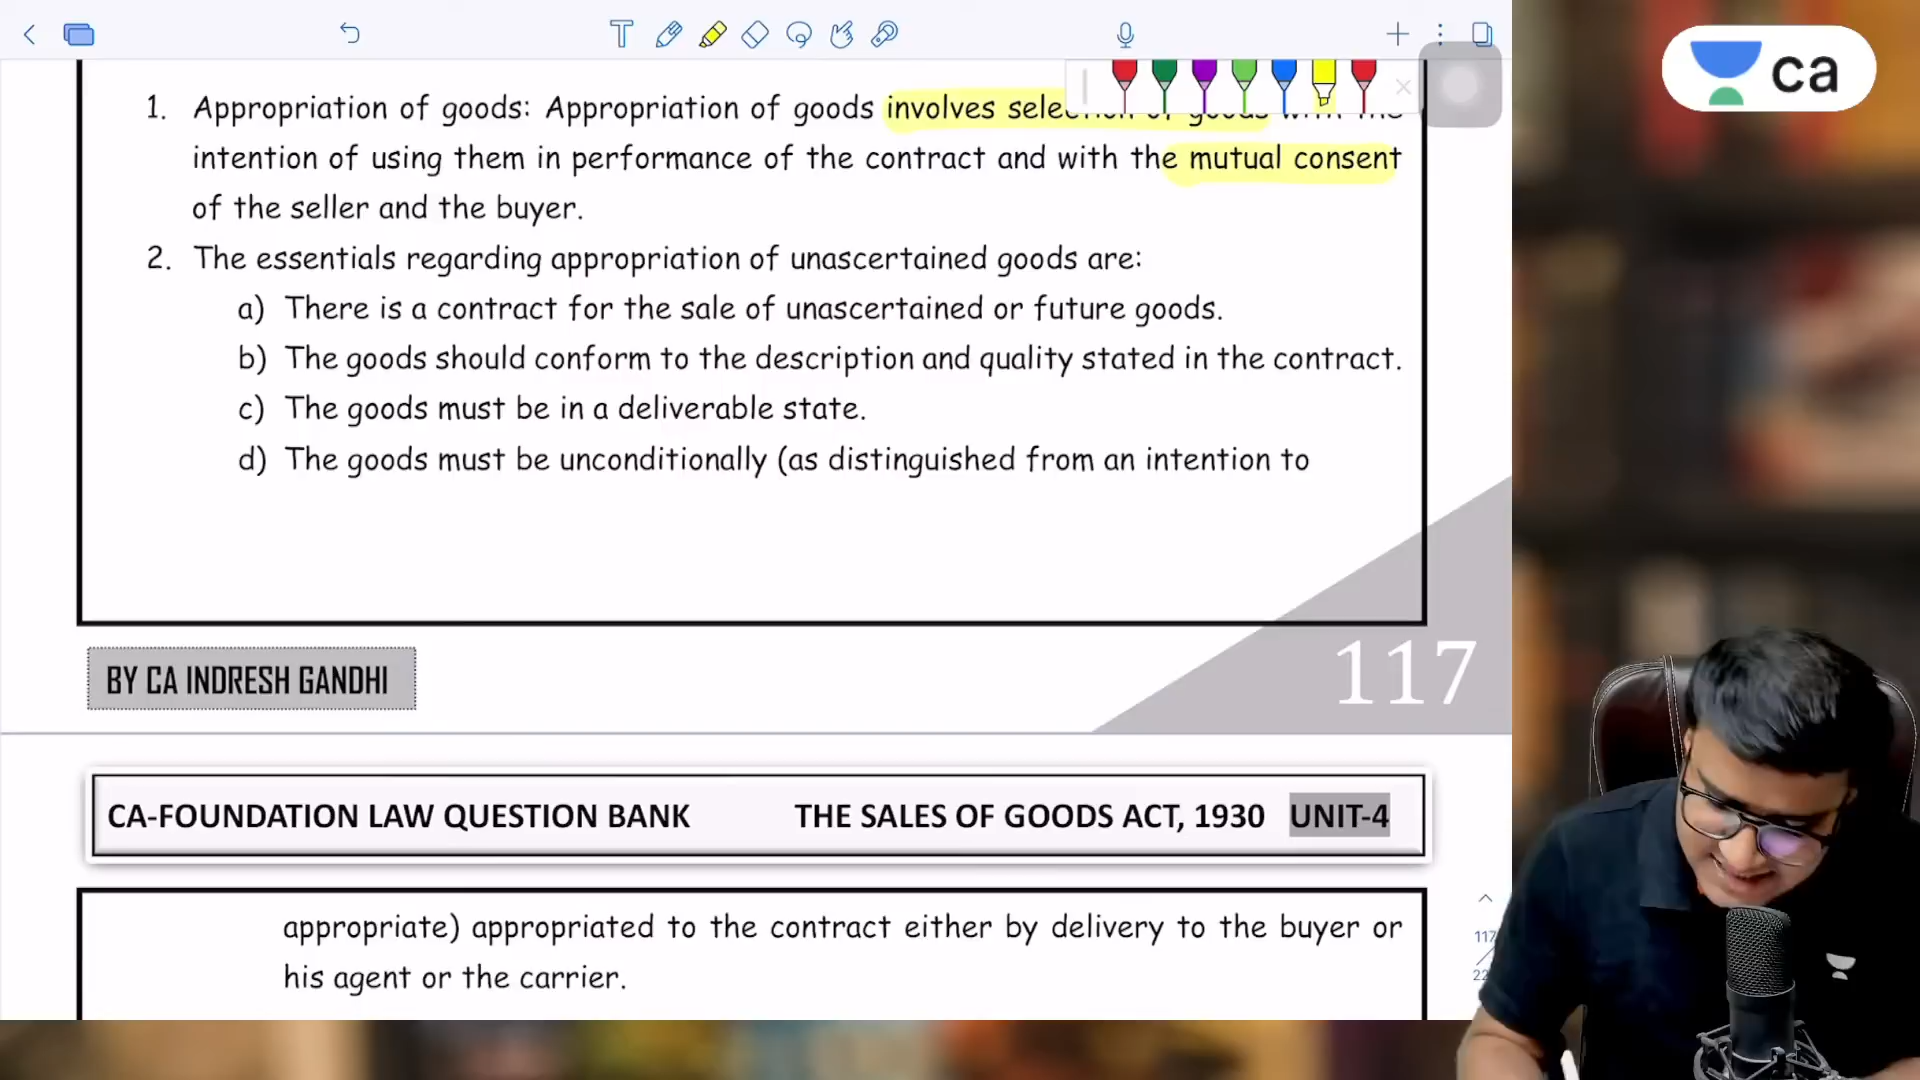 ca
1. Appropriation of goods: Appropriation of goods involves selection of goods with the
intention of using them in performance of the contract and with the mutual consent
of the seller and the buyer.
2. The essentials regarding appropriation of unascertained goods are:
a) There is a contract for the sale of unascertained or future goods.
b) The goods should conform to the description and quality stated in the contract.
c) The goods must be in a deliverable state.
d) The goods must be unconditionally (as distinguished from an intention to
BY CA INDRESH GANDHI
117
CA-FOUNDATION LAW QUESTION BANK THE SALES OF GOODS ACT, 1930 UNIT-4
appropriate) appropriated to the contract either by delivery to the buyer or
his agent or the carrier.
117